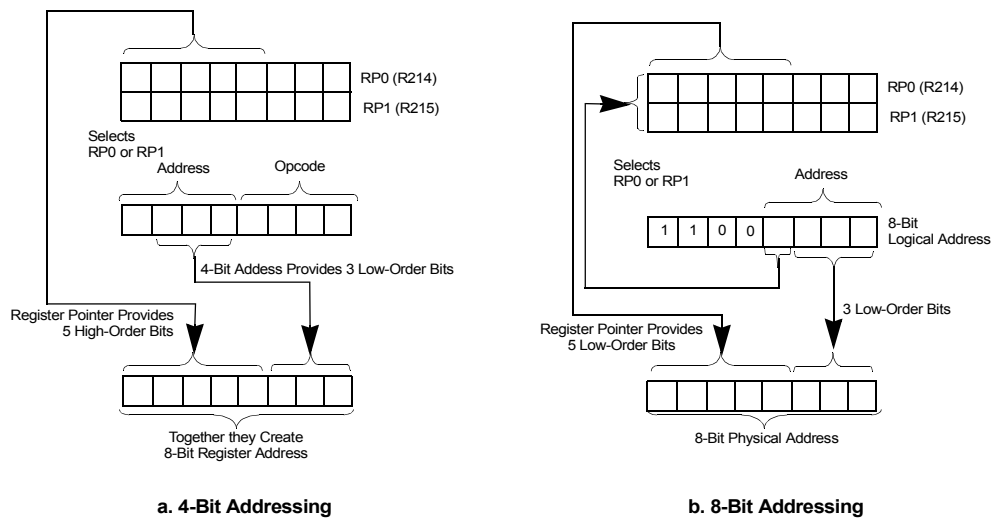 RP0 (R214)
RP1 (R215)
Selects
RP0 or RP1
Address
Opcode
4-Bit Addess Provides 3 Low-Order Bits
Register Pointer Provides
5 High-Order Bits
Together they Create
8-Bit Register Address
a. 4-Bit Addressing
RP0 (R214)
RP1 (R215)
Selects
RP0 or RP1
Address
1 1 0 0
8-Bit
Logical Address
3 Low-Order Bits
Register Pointer Provides
5 Low-Order Bits
8-Bit Physical Address
b. 8-Bit Addressing